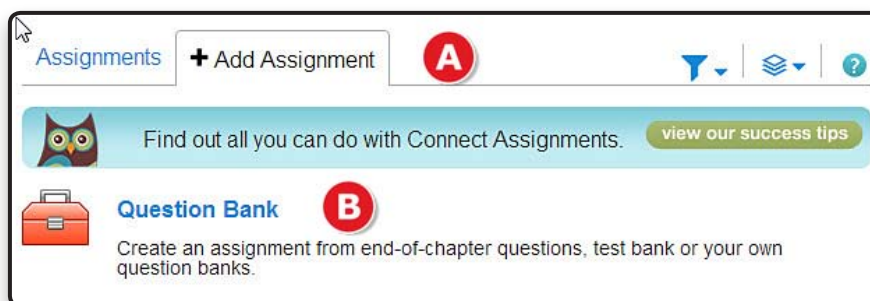 Assignments + Add Assignment A ?
Find out all you can do with Connect Assignments. view our success tips
Question Bank B
Create an assignment from end-of-chapter questions, test bank or your own
question banks.